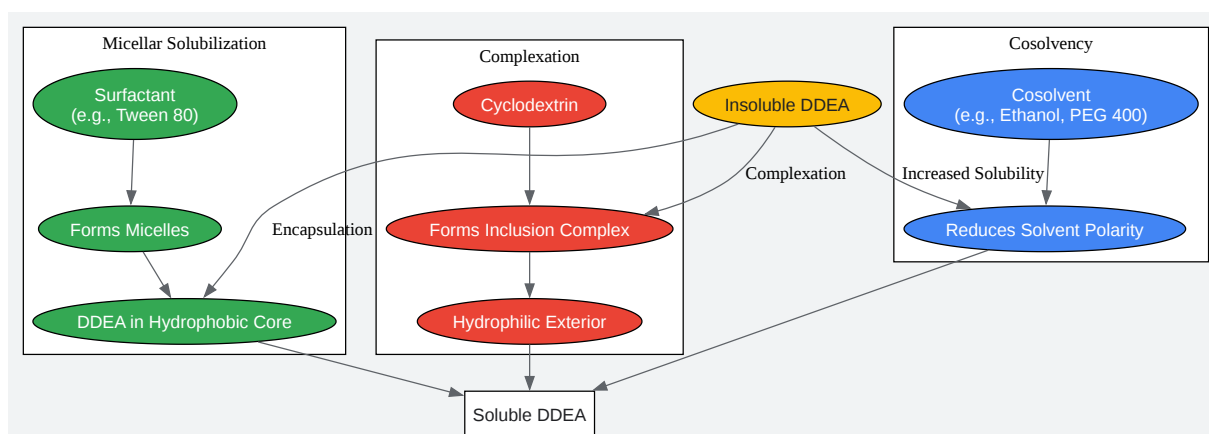 Micellar Solubilization
Surfactant
(e.g., Tween 80)
Forms Micelles
DDEA in Hydrophobic Core
Encapsulation
Complexation
Cyclodextrin
Forms Inclusion Complex
Hydrophilic Exterior
Insoluble DDEA
Complexation
Cosolvency
Cosolvent
(e.g., Ethanol, PEG 400)
Increased Solubility
Reduces Solvent Polarity
Soluble DDEA